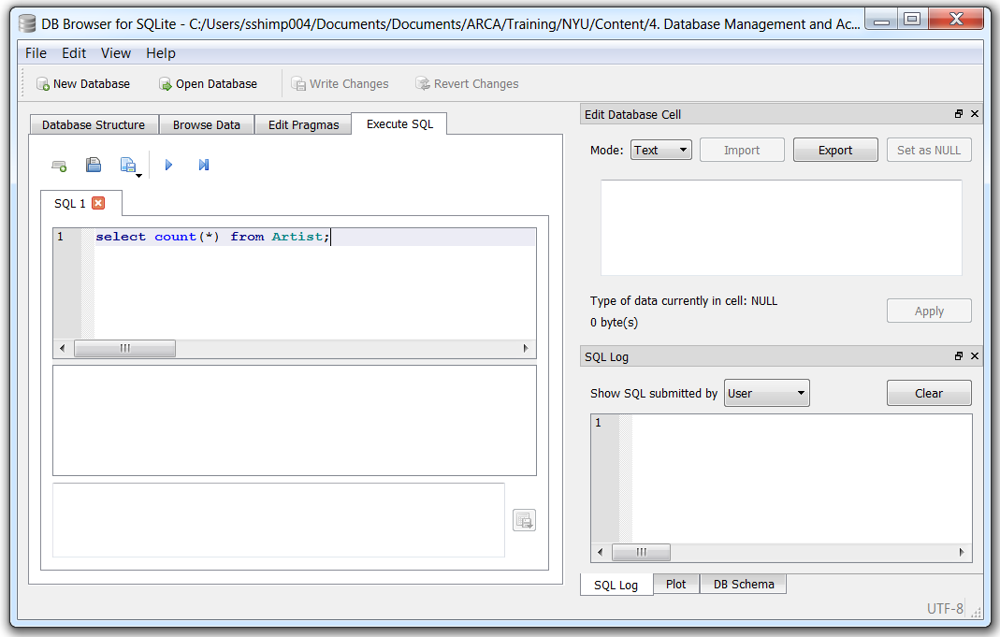 DB Browser for SQLite - C:/Users/sshimp004/Documents/Documents/ARCA/Training/NYU/Content/4. Database Management and Ac...
File Edit View Help
New Database Open Database Write Changes Revert Changes
Database Structure Browse Data Edit Pragmas Execute SQL
SQL 1
1 select count(*) from Artist;
Edit Database Cell
Mode: Text Import Export Set as NULL
Type of data currently in cell: NULL
0 byte(s)
Apply
SQL Log
Show SQL submitted by User Clear
1
SQL Log Plot DB Schema
UTF-8